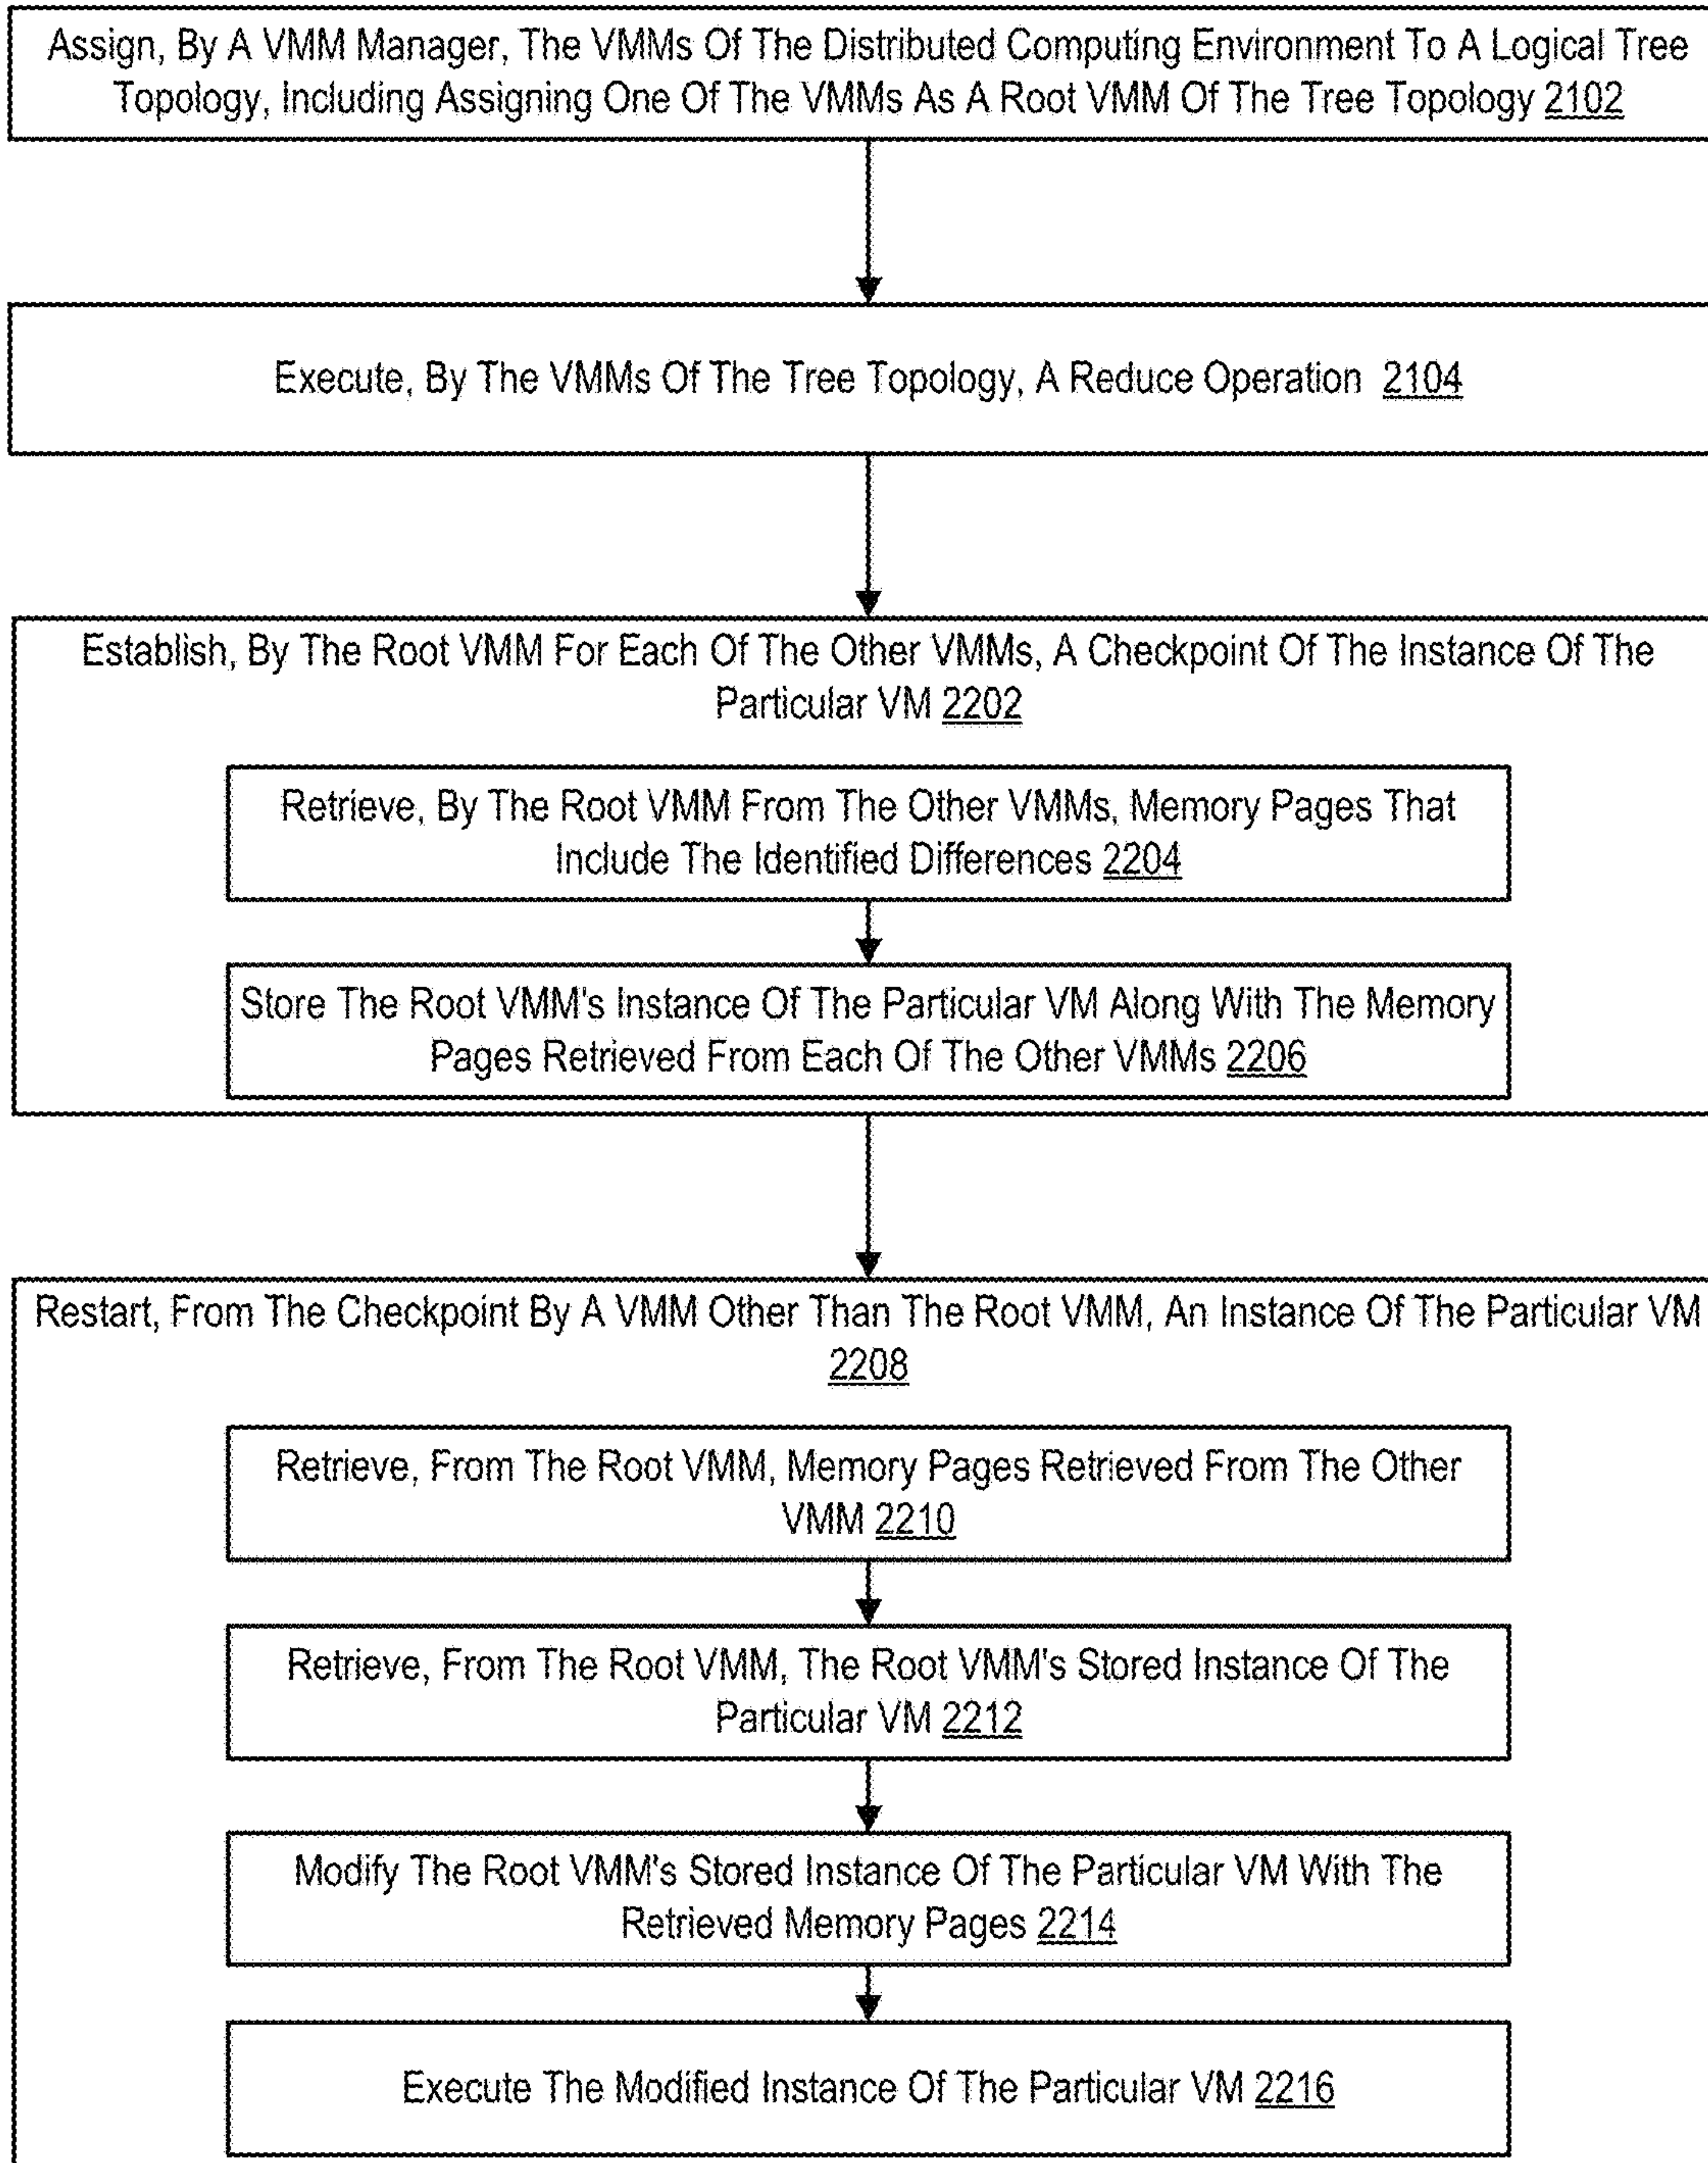 Assign, By A VMM Manager, The VMMs Of The Distributed Computing Environment To A Logical Tree
Topology, Including Assigning One Of The VMMs As A Root VMM Of The Tree Topology 2102
Execute, By The VMMs Of The Tree Topology, A Reduce Operation 2104
Establish, By The Root VMM For Each Of The Other VMMs, A Checkpoint Of The Instance Of The
Particular VM 2202
Retrieve, By The Root VMM From The Other VMMs, Memory Pages That
Include The Identified Differences 2204
Store The Root VMM's Instance Of The Particular VM Along With The Memory
Pages Retrieved From Each Of The Other VMMs 2206
Restart, From The Checkpoint By A VMM Other Than The Root VMM, An Instance Of The Particular VM
2208
Retrieve, From The Root VMM, Memory Pages Retrieved From The Other
VMM 2210
Retrieve, From The Root VMM, The Root VMM's Stored Instance Of The
Particular VM 2212
Modify The Root VMM's Stored Instance Of The Particular VM With The
Retrieved Memory Pages 2214
Execute The Modified Instance Of The Particular VM 2216